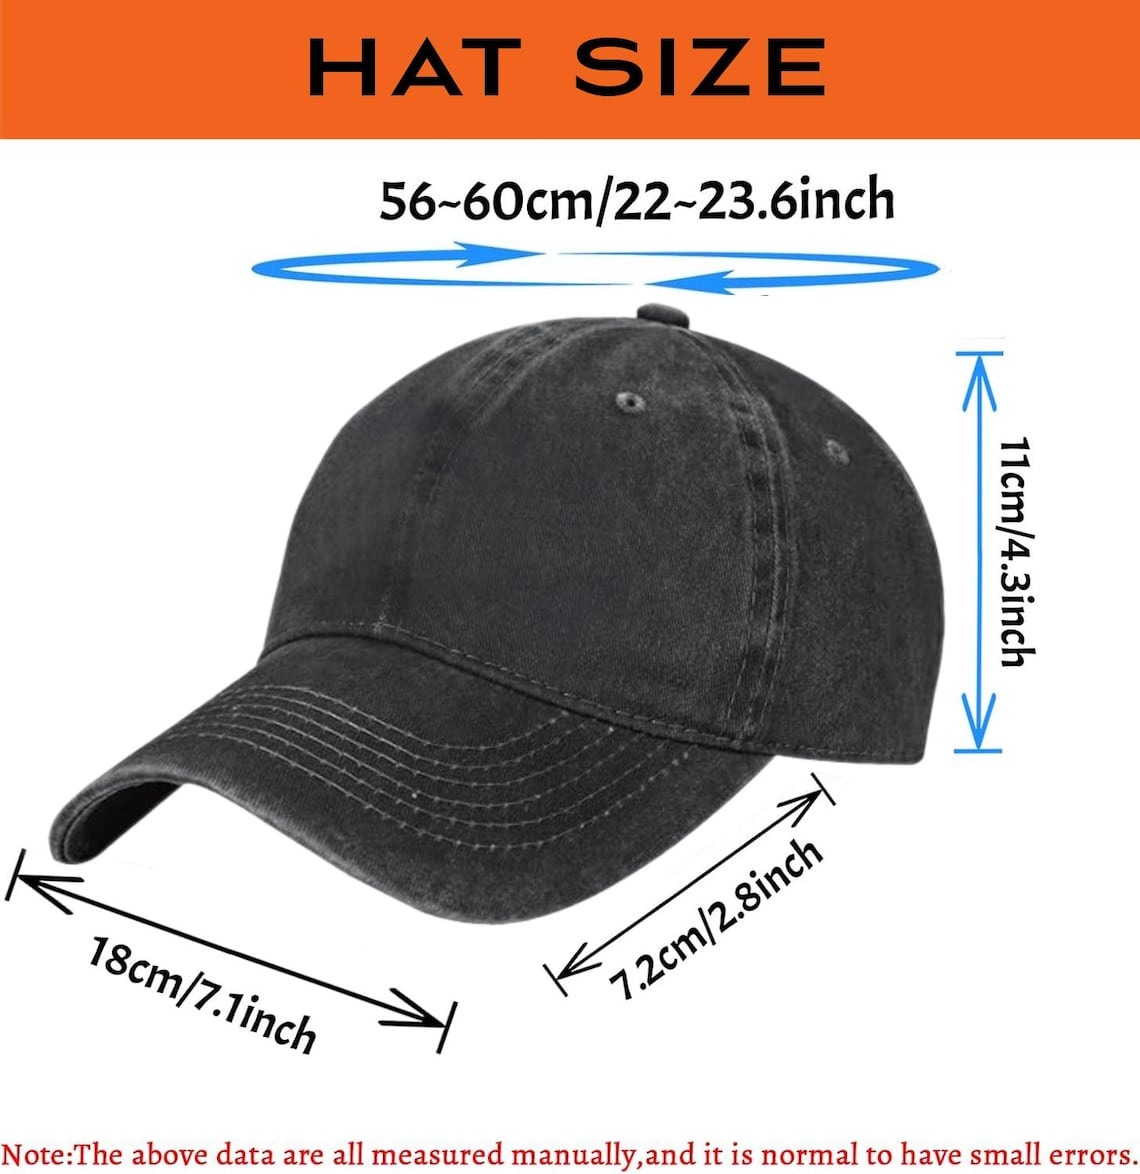 HAT SIZE
56~60cm/22~23.6inch
11cm/4.3inch
7.2cm/2.8inch
18cm/7.1inch
Note:The above data are all measured manually,and it is normal to have small errors.